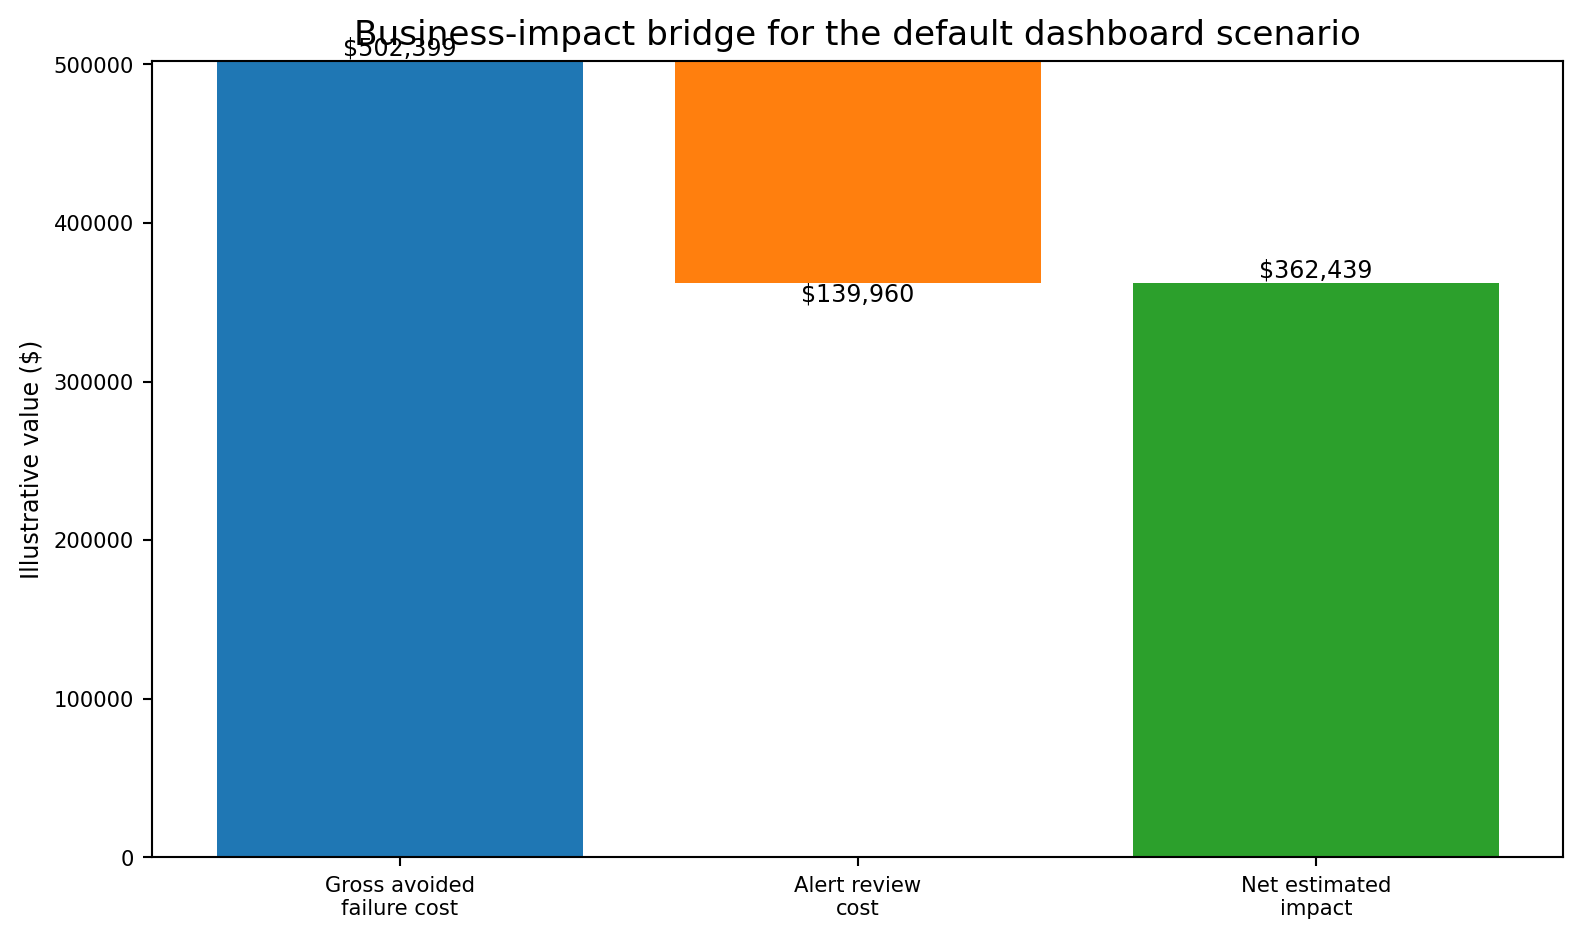 Business-impact bridge for the default dashboard scenario
$502,399
500000
400000
$362,439
$139,960
300000
200000
100000
0
Illustrative value ($)
Gross avoided
failure cost
Alert review
cost
Net estimated
impact